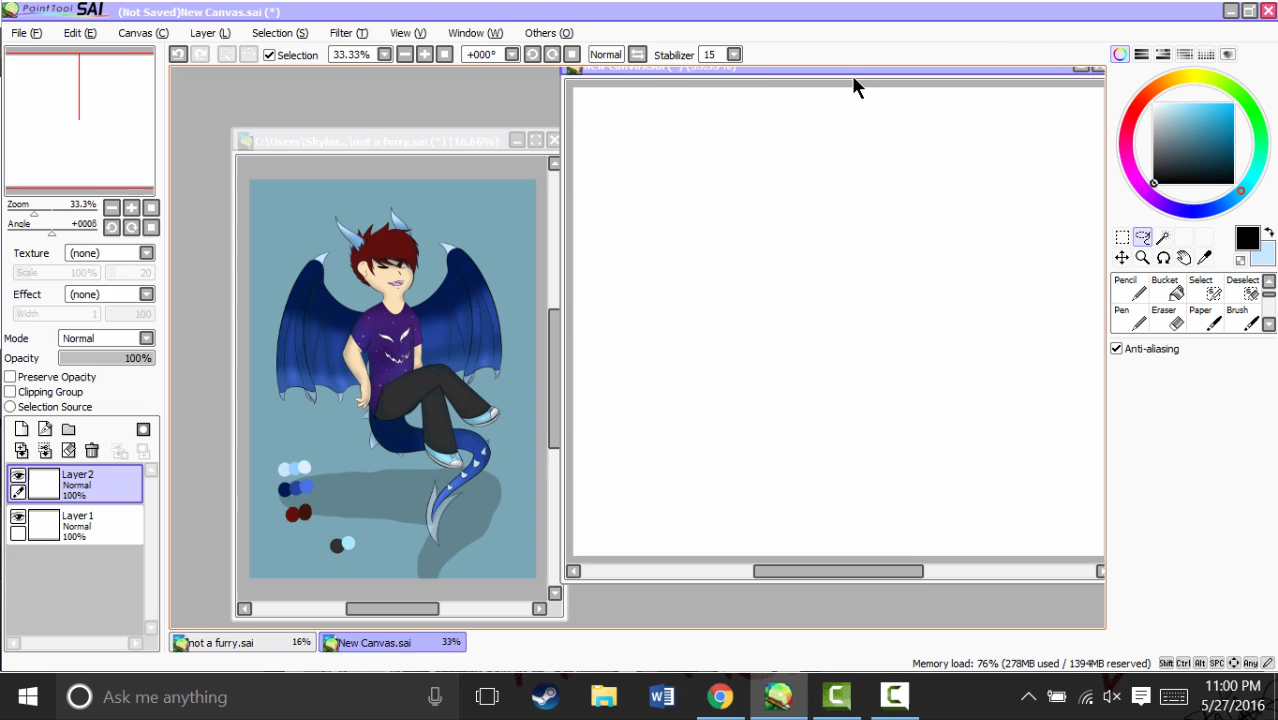 PaintTool SAI (Not Saved)New Canvas.sai (*)
File (F) Edit (E) Canvas (C) Layer (L) Selection (S) Filter (T) View (V) Window (W) Others (O)
Selection 33.33% +000° Normal Stabilizer 15
C:\Users\Skylar...\not a furry.sai (*) (16.66%)
Zoom 33.3%
Angle +000θ
Texture (none)
Scale 100% 20
Effect (none)
Width 1 100
Mode Normal
Opacity 100%
Preserve Opacity
Clipping Group
Selection Source
Layer2
Normal
100%
Layer1
Normal
100%
Pencil Bucket Select Deselect
Pen Eraser Paper Brush
Anti-aliasing
not a furry.sai 16% New Canvas.sai 33%
Memory load: 76% (278MB used / 1394MB reserved) Shift Ctrl Alt SPC Any
Ask me anything
11:00 PM
5/27/2016